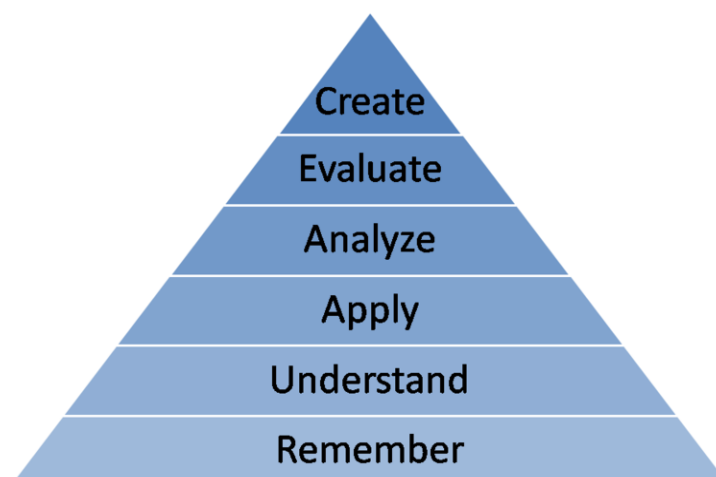 Create
Evaluate
Analyze
Apply
Understand
Remember